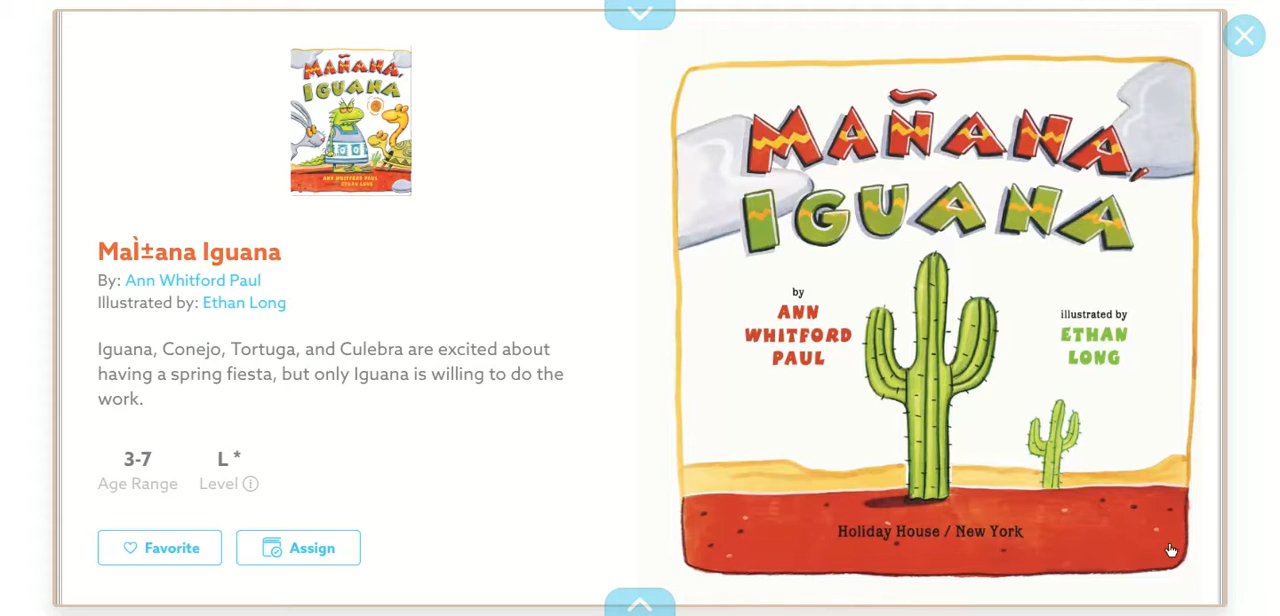 MAÑANA,
IGUANA
ANN WHITFORD PAUL
ETHAN LONG
MaÌ±ana Iguana
By: Ann Whitford Paul
Illustrated by: Ethan Long
Iguana, Conejo, Tortuga, and Culebra are excited about
having a spring fiesta, but only Iguana is willing to do the
work.
3-7
L *
Age Range
Level
Favorite
Assign
MAÑANA,
IGUANA
by
ANN
WHITFORD
PAUL
illustrated by
ETHAN
LONG
Holiday House / New York